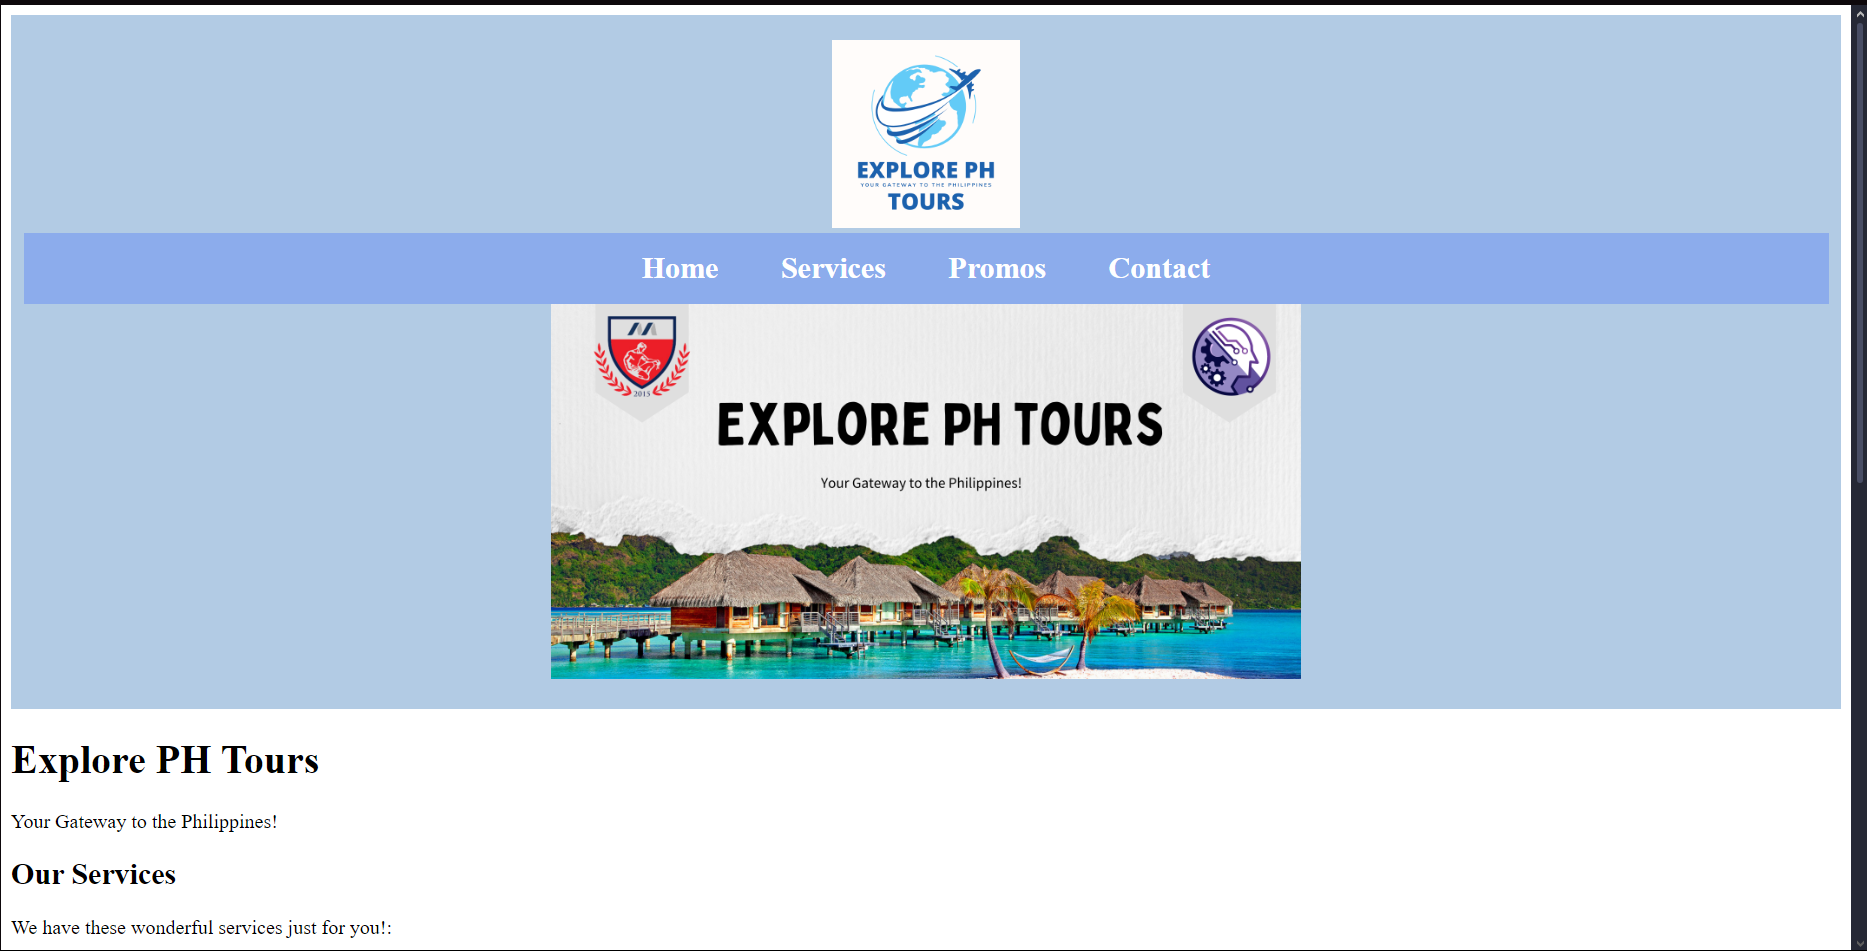 EXPLORE PH
YOUR GATEWAY TO THE PHILIPPINES
TOURS
Home Services Promos Contact
2015
EXPLORE PH TOURS
Your Gateway to the Philippines!
Explore PH Tours
Your Gateway to the Philippines!
Our Services
We have these wonderful services just for you!: